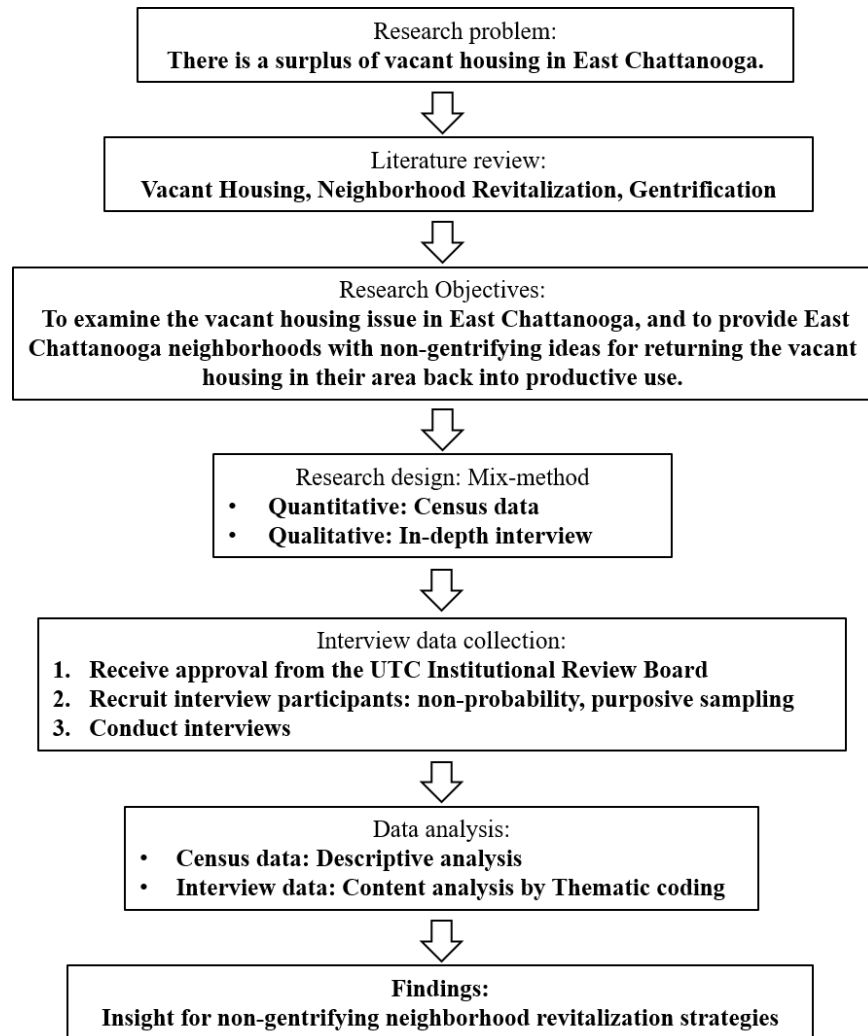 Research problem:
There is a surplus of vacant housing in East Chattanooga.
Literature review:
Vacant Housing, Neighborhood Revitalization, Gentrification
Research Objectives:
To examine the vacant housing issue in East Chattanooga, and to provide East
Chattanooga neighborhoods with non-gentrifying ideas for returning the vacant
housing in their area back into productive use.
Research design: Mix-method
• Quantitative: Census data
• Qualitative: In-depth interview
Interview data collection:
1. Receive approval from the UTC Institutional Review Board
2. Recruit interview participants: non-probability, purposive sampling
3. Conduct interviews
Data analysis:
• Census data: Descriptive analysis
• Interview data: Content analysis by Thematic coding
Findings:
Insight for non-gentrifying neighborhood revitalization strategies